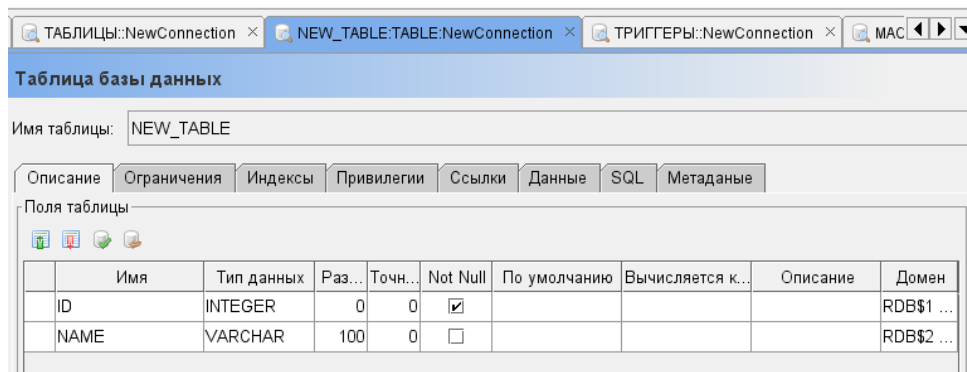 ТАБЛИЦЫ::NewConnection × NEW_TABLE:TABLE:NewConnection × ТРИГГЕРЫ::NewConnection × МАС
Таблица базы данных
Имя таблицы: NEW_TABLE
Описание Ограничения Индексы Привилегии Ссылки Данные SQL Метаданые
Поля таблицы
Имя Тип данных Раз... Точн... Not Null По умолчанию Вычисляется к... Описание Домен
ID INTEGER 0 0 RDB$1 ...
NAME VARCHAR 100 0 RDB$2 ...